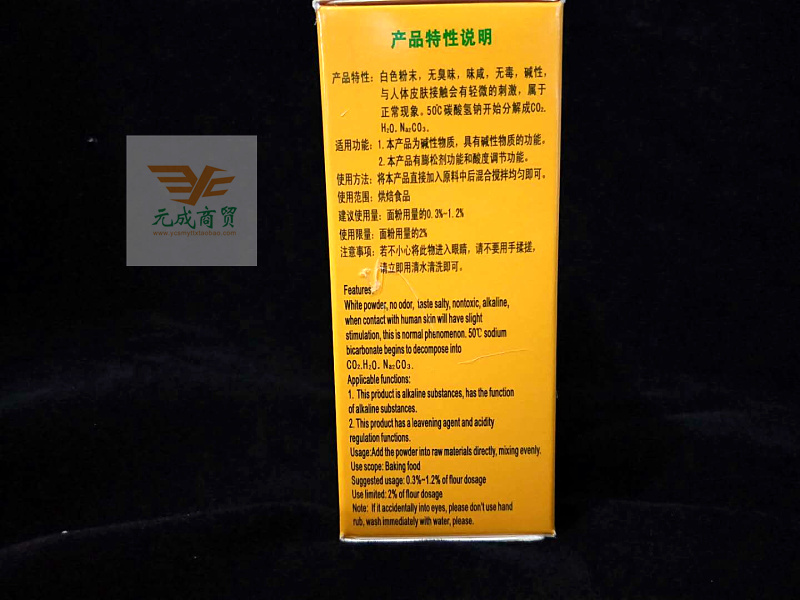 产品特性说明
产品特性：白色粉末，无臭味，味咸，无毒，碱性，
与人体皮肤接触会有轻微的刺激，属于
正常现象。50℃碳酸氢钠开始分解成CO₂.
H₂O. Na₂CO₃.
适用功能：1.本产品为碱性物质，具有碱性物质的功能。
2.本产品有膨松剂功能和酸度调节功能。
使用方法：将本产品直接加入原料中后混合搅拌均匀即可。
使用范围：烘焙食品
建议使用量：面粉用量的0.3%-1.2%
使用限量：面粉用量的2%
注意事项：若不小心将此物进入眼睛，请不要用手揉搓，
请立即用清水清洗即可。
Features:
White powder, no odor, taste salty, nontoxic, alkaline,
when contact with human skin will have slight
stimulation, this is normal phenomenon. 50℃ sodium
bicarbonate begins to decompose into
CO₂.H₂O. Na₂CO₃.
Applicable functions:
1. This product is alkaline substances, has the function
of alkaline substances.
2. This product has a leavening agent and acidity
regulation functions.
Usage:Add the powder into raw materials directly, mixing evenly.
Use scope: Baking food
Suggested usage: 0.3%-1.2% of flour dosage
Use limited: 2% of flour dosage
Note: If it accidentally into eyes, please don't use hand
rub, wash immediately with water, please.
元成商贸